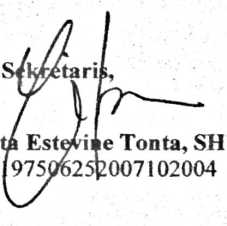 Sekretaris,
ta Estevine Tonta, SH
197506252007102004